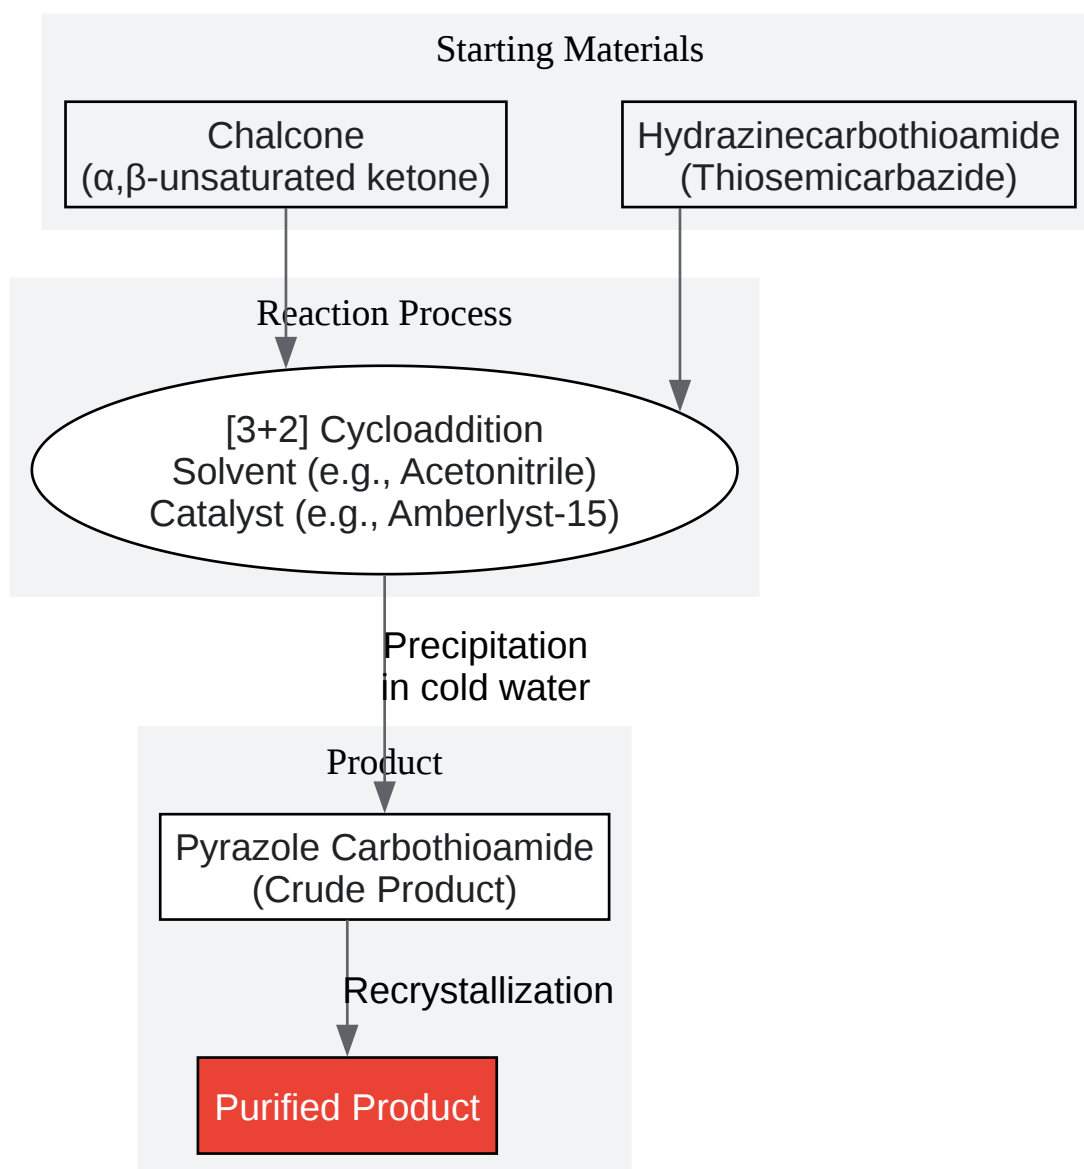 Starting Materials
Chalcone
(α,β-unsaturated ketone)
Hydrazinecarbothioamide
(Thiosemicarbazide)
Reaction Process
[3+2] Cycloaddition
Solvent (e.g., Acetonitrile)
Catalyst (e.g., Amberlyst-15)
Precipitation
in cold water
Product
Pyrazole Carbothioamide
(Crude Product)
Recrystallization
Purified Product